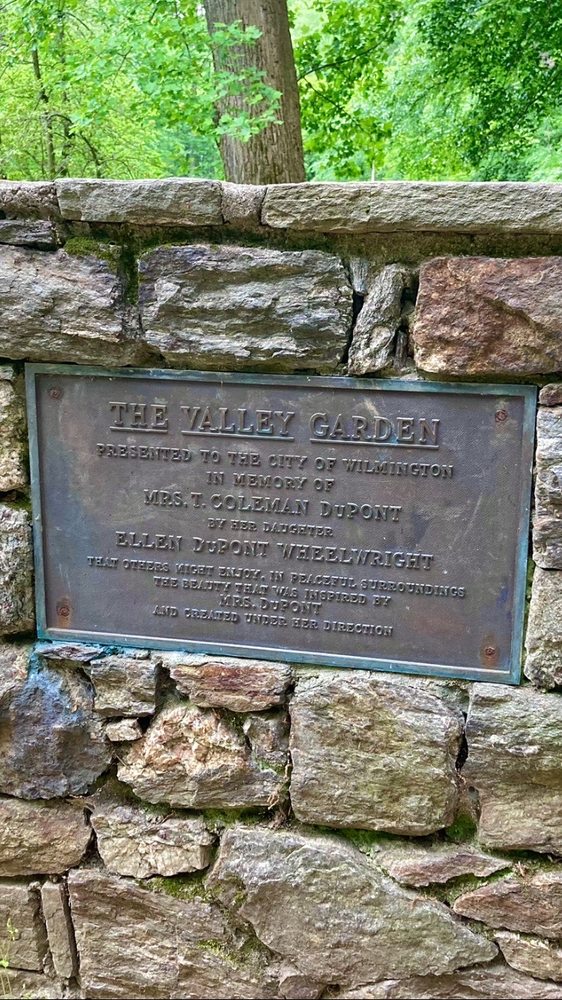 THE VALLEY GARDEN
PRESENTED TO THE CITY OF WILMINGTON
IN MEMORY OF
MRS. T. COLEMAN DUPONT
BY HER DAUGHTER
ELLEN DUPONT WHEELWRIGHT
THAT OTHERS MIGHT ENJOY, IN PEACEFUL SURROUNDINGS
THE BEAUTY THAT WAS INSPIRED BY
MRS. DUPONT
AND CREATED UNDER HER DIRECTION